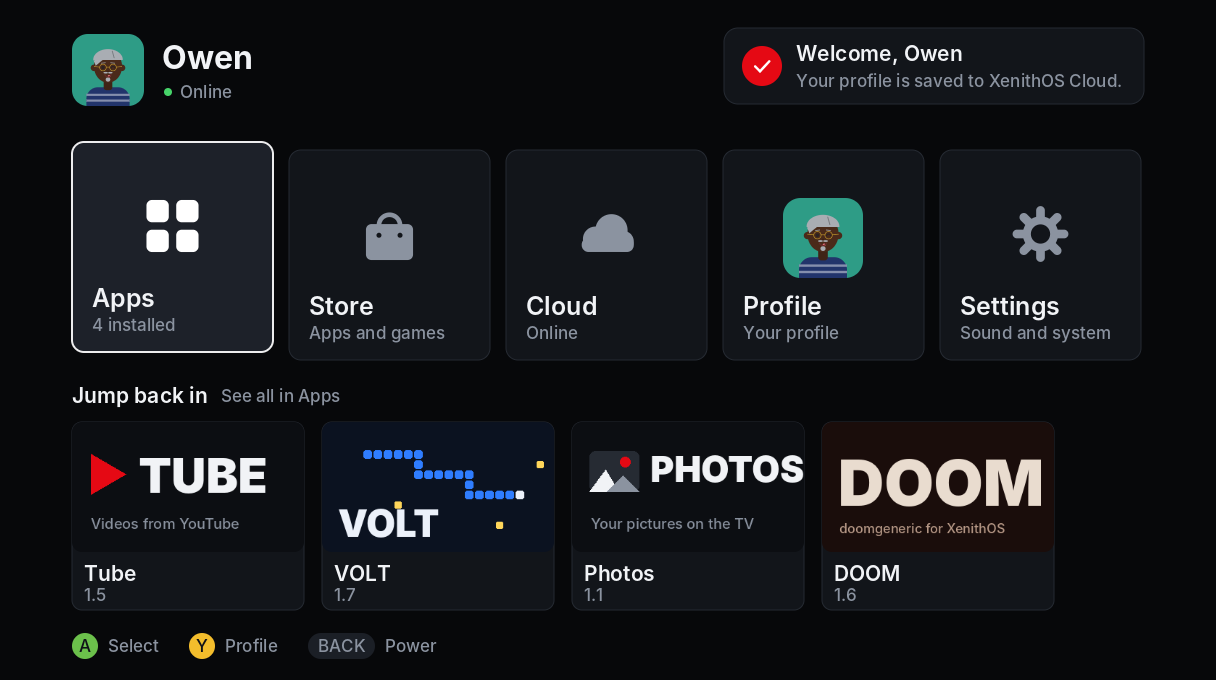 Owen
Online
Welcome, Owen
Your profile is saved to XenithOS Cloud.
Apps
4 installed
Store
Apps and games
Cloud
Online
Profile
Your profile
Settings
Sound and system
Jump back in See all in Apps
TUBE
Videos from YouTube
Tube
1.5
VOLT
VOLT
1.7
PHOTOS
Your pictures on the TV
Photos
1.1
DOOM
doomgeneric for XenithOS
DOOM
1.6
A Select Y Profile BACK Power